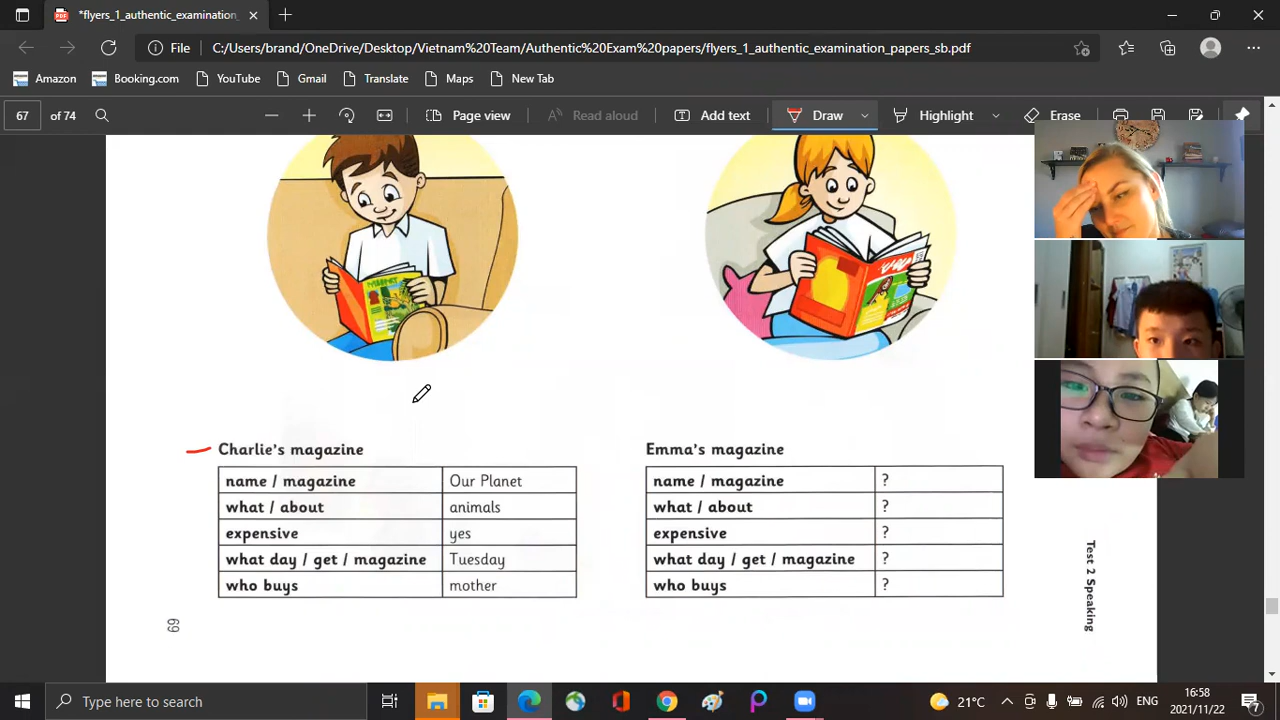 *flyers_1_authentic_examination_
File C:/Users/brand/OneDrive/Desktop/Vietnam%20Team/Authentic%20Exam%20papers/flyers_1_authentic_examination_papers_sb.pdf
Amazon Booking.com YouTube Gmail Translate Maps New Tab
67 of 74 Page view Read aloud Add text Draw Highlight Erase
Charlie's magazine
name / magazine Our Planet
what / about animals
expensive yes
what day / get / magazine Tuesday
who buys mother
Emma's magazine
name / magazine ?
what / about ?
expensive ?
what day / get / magazine ?
who buys ?
69
Test 2 Speaking
Type here to search
21°C ENG
16:58
2021/11/22
7